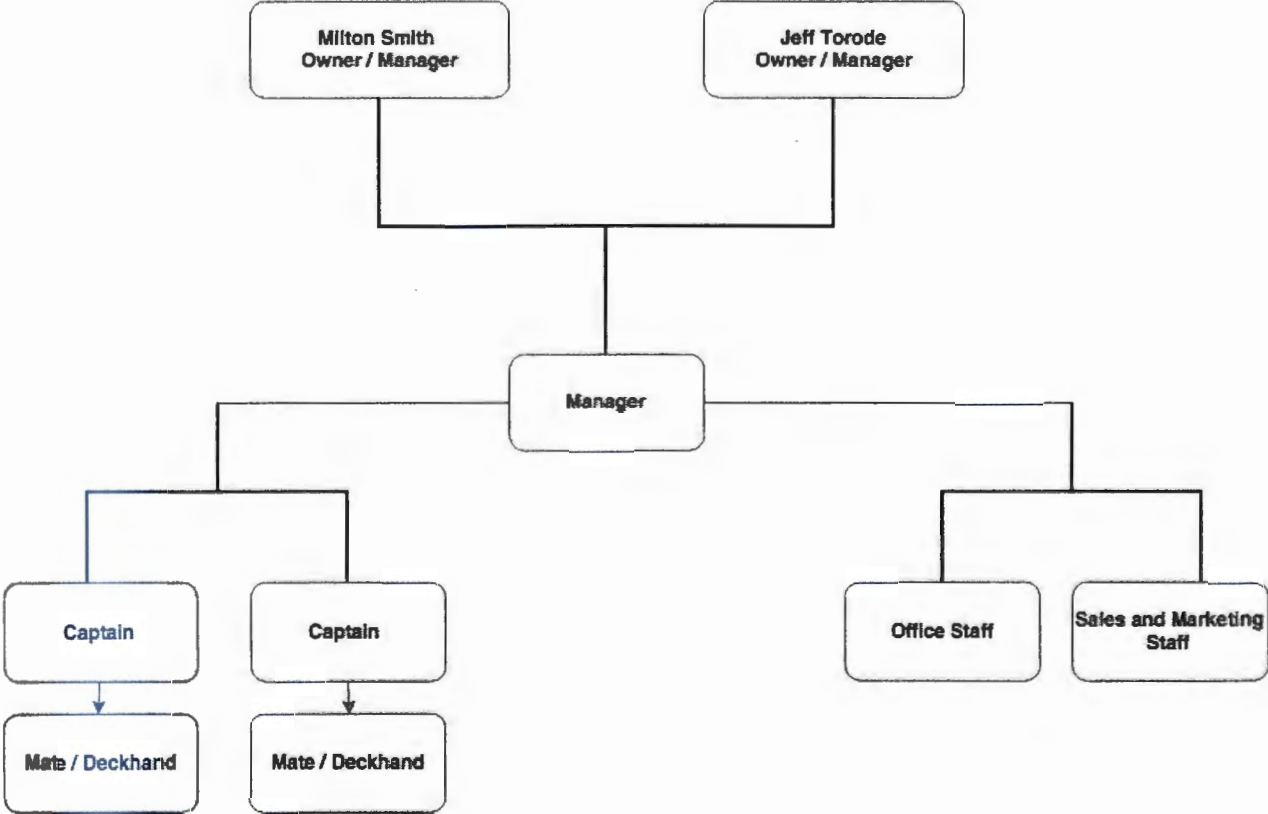 Milton Smith
Owner / Manager
Jeff Torode
Owner / Manager
Manager
Captain
Captain
Office Staff
Sales and Marketing
Staff
Mate / Deckhand
Mate / Deckhand